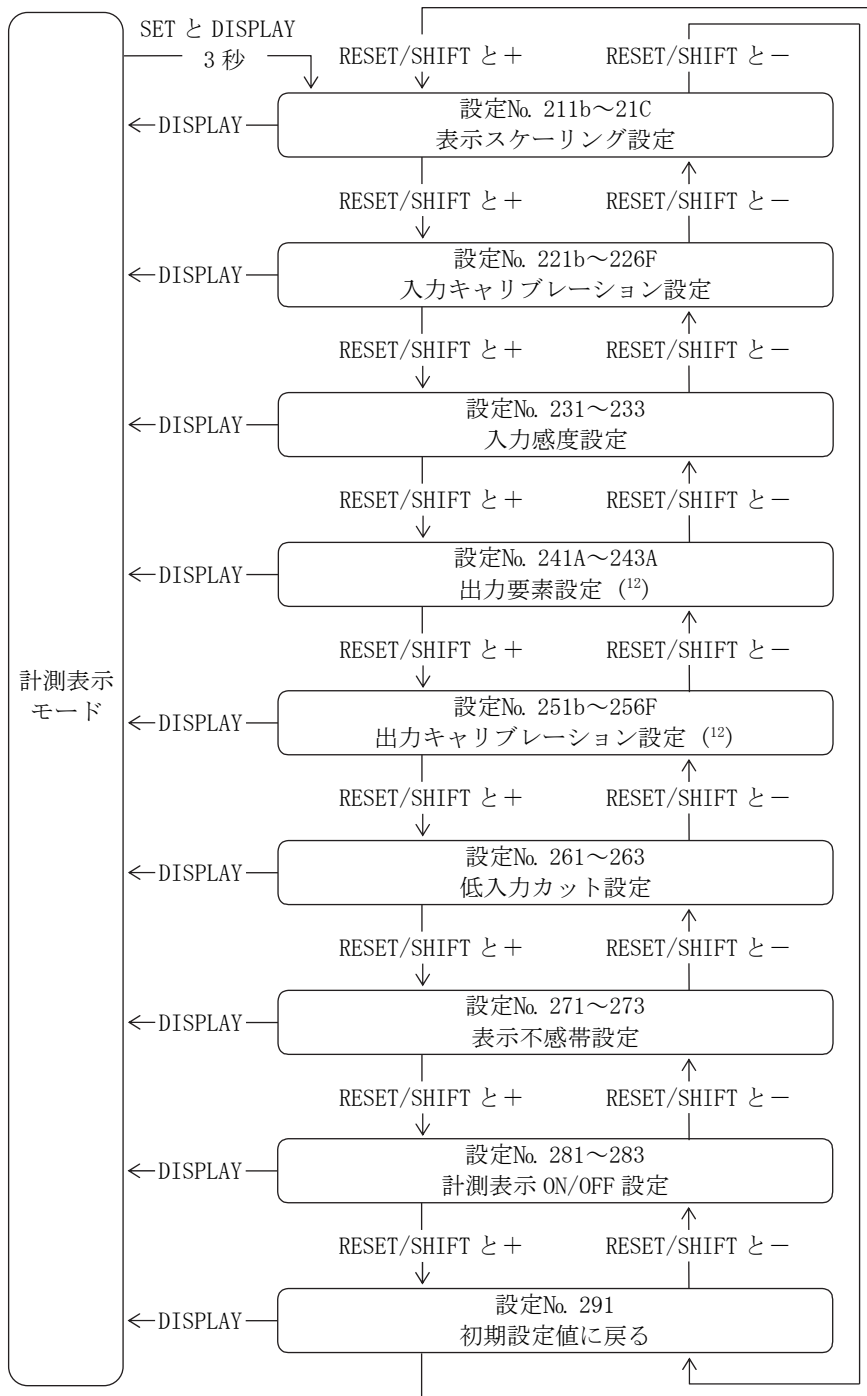 SET と DISPLAY
3 秒
RESET/SHIFT と＋
RESET/SHIFT と－
設定№ 211b～21C
表示スケーリング設定
DISPLAY
RESET/SHIFT と＋
RESET/SHIFT と－
設定№ 221b～226F
入力キャリブレーション設定
DISPLAY
RESET/SHIFT と＋
RESET/SHIFT と－
設定№ 231～233
入力感度設定
DISPLAY
RESET/SHIFT と＋
RESET/SHIFT と－
設定№ 241A～243A
出力要素設定 (¹²)
DISPLAY
RESET/SHIFT と＋
RESET/SHIFT と－
計測表示
モード
設定№ 251b～256F
出力キャリブレーション設定 (¹²)
DISPLAY
RESET/SHIFT と＋
RESET/SHIFT と－
設定№ 261～263
低入力カット設定
DISPLAY
RESET/SHIFT と＋
RESET/SHIFT と－
設定№ 271～273
表示不感帯設定
DISPLAY
RESET/SHIFT と＋
RESET/SHIFT と－
設定№ 281～283
計測表示 ON/OFF 設定
DISPLAY
RESET/SHIFT と＋
RESET/SHIFT と－
設定№ 291
初期設定値に戻る
DISPLAY